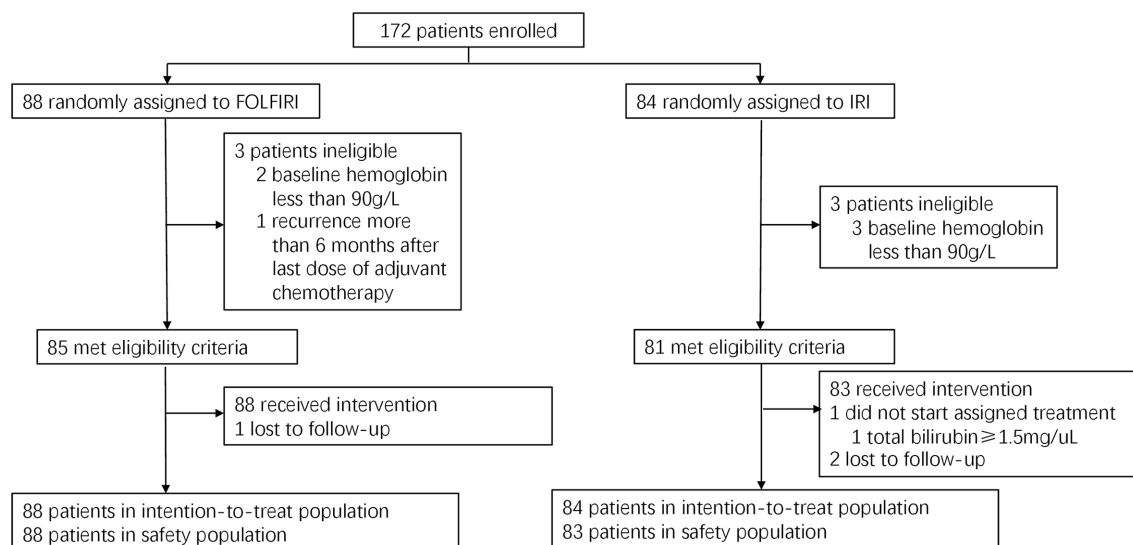 172 patients enrolled
88 randomly assigned to FOLFIRI
84 randomly assigned to IRI
3 patients ineligible
2 baseline hemoglobin
less than 90g/L
1 recurrence more
than 6 months after
last dose of adjuvant
chemotherapy
3 patients ineligible
3 baseline hemoglobin
less than 90g/L
85 met eligibility criteria
81 met eligibility criteria
88 received intervention
1 lost to follow-up
83 received intervention
1 did not start assigned treatment
1 total bilirubin≥1.5mg/uL
2 lost to follow-up
88 patients in intention-to-treat population
88 patients in safety population
84 patients in intention-to-treat population
83 patients in safety population